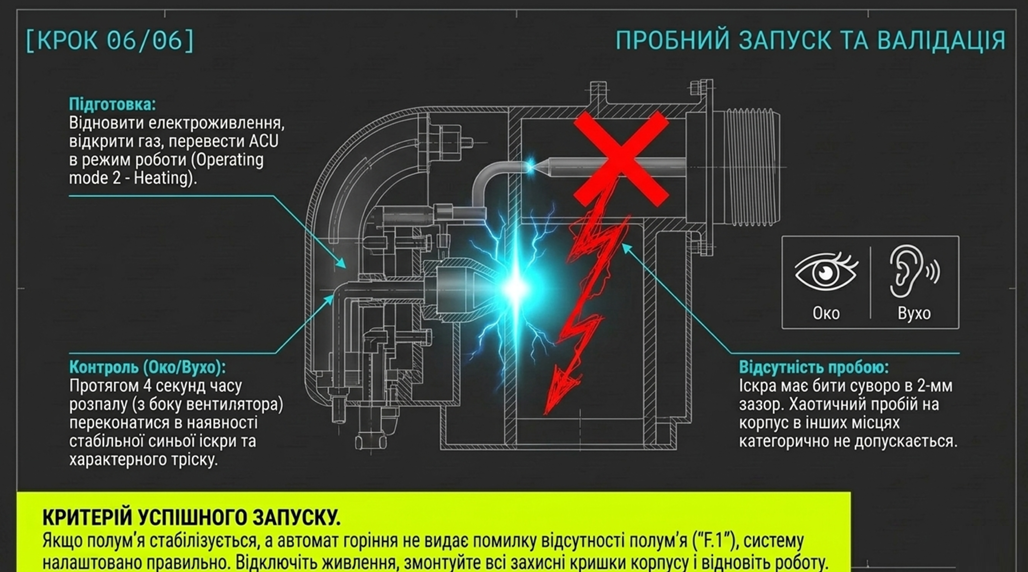 [КРОК 06/06]
ПРОБНИЙ ЗАПУСК ТА ВАЛІДАЦІЯ
Підготовка:
Відновити електроживлення,
відкрити газ, перевести ACU
в режим роботи (Operating
mode 2 - Heating).
Око
Вухо
Контроль (Око/Вухо):
Протягом 4 секунд часу
розпалу (з боку вентилятора)
переконатися в наявності
стабільної синьої іскри та
характерного тріску.
Відсутність пробою:
Іскра має бити суворо в 2-мм
зазор. Хаотичний пробій на
корпус в інших місцях
категорично не допускається.
КРИТЕРІЙ УСПІШНОГО ЗАПУСКУ.
Якщо полум'я стабілізується, а автомат горіння не видає помилку відсутності полум'я ("F.1"), систему
налаштовано правильно. Відключіть живлення, змонтуйте всі захисні кришки корпусу і відновіть роботу.